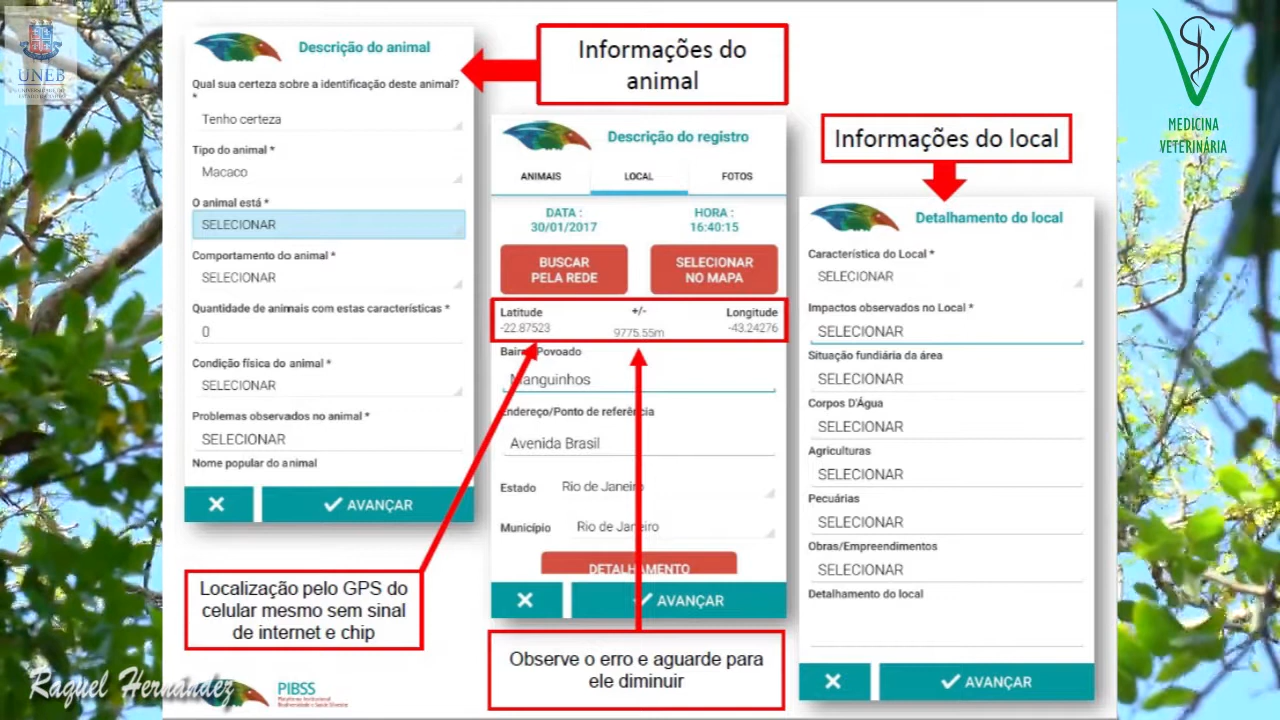 UNEB
Descrição do animal
Qual sua certeza sobre a identificação deste animal?
*
Tenho certeza
Tipo do animal *
Macaco
O animal está *
SELECIONAR
Comportamento do animal *
SELECIONAR
Quantidade de animais com estas características *
0
Condição física do animal *
SELECIONAR
Problemas observados no animal *
SELECIONAR
Nome popular do animal
AVANÇAR
Informações do
animal
Descrição do registro
ANIMAIS LOCAL FOTOS
DATA : HORA :
30/01/2017 16:40:15
BUSCAR
PELA REDE
SELECIONAR
NO MAPA
Latitude +/- Longitude
-22.87523 9775.55m -43.24276
Bairro/Povoado
Manguinhos
Endereço/Ponto de referência
Avenida Brasil
Estado Rio de Janeiro
Município Rio de Janeiro
DETALHAMENTO
AVANÇAR
Informações do local
Detalhamento do local
Característica do Local *
SELECIONAR
Impactos observados no Local *
SELECIONAR
Situação fundiária da área
SELECIONAR
Corpos D'Água
SELECIONAR
Agriculturas
SELECIONAR
Pecuárias
SELECIONAR
Obras/Empreendimentos
SELECIONAR
Detalhamento do local
AVANÇAR
Localização pelo GPS do
celular mesmo sem sinal
de internet e chip
Observe o erro e aguarde para
ele diminuir
Raquel Hernández
PIBSS
Plataforma Institucional
Biodiversidade e Saúde Silvestre
MEDICINA
VETERINÁRIA